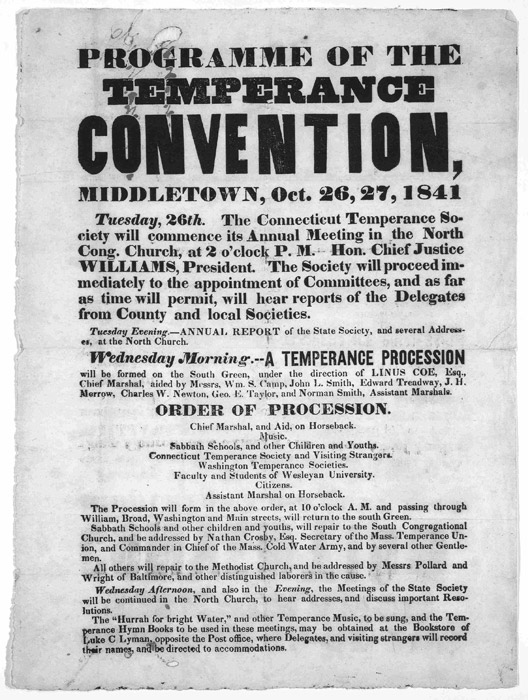 PROGRAMME OF THE
TEMPERANCE
CONVENTION,
MIDDLETOWN, Oct. 26, 27, 1841
Tuesday, 26th. The Connecticut Temperance So-
ciety will commence its Annual Meeting in the North
Cong. Church, at 2 o'clock P. M.—Hon. Chief Justice
WILLIAMS, President. The Society will proceed im-
mediately to the appointment of Committees, and as far
as time will permit, will hear reports of the Delegates
from County and local Societies.
Tuesday Evening.—ANNUAL REPORT of the State Society, and several Address-
es, at the North Church.
Wednesday Morning.--A TEMPERANCE PROCESSION
will be formed on the South Green, under the direction of LINUS COE, Esq.,
Chief Marshal, aided by Messrs. Wm. S. Camp, John L. Smith, Edward Treadway, J. H.
Morrow, Charles W. Newton, Geo. E. Taylor, and Norman Smith, Assistant Marshals.
ORDER OF PROCESSION.
Chief Marshal, and Aid, on Horseback.
Music.
Sabbath Schools, and other Children and Youths.
Connecticut Temperance Society and Visiting Strangers.
Washington Temperance Societies.
Faculty and Students of Wesleyan University.
Citizens.
Assistant Marshal on Horseback.
The Procession will form in the above order, at 10 o'clock A. M. and passing through
William, Broad, Washington and Main streets, will return to the south Green.
Sabbath Schools and other children and youths, will repair to the South Congregational
Church, and be addressed by Nathan Crosby, Esq. Secretary of the Mass. Temperance Un-
ion, and Commander in Chief of the Mass. Cold Water Army, and by several other Gentle-
men.
All others will repair to the Methodist Church, and be addressed by Messrs Pollard and
Wright of Baltimore, and other distinguished laborers in the cause.
Wednesday Afternoon, and also in the Evening, the Meetings of the State Society
will be continued in the North Church, to hear addresses, and discuss important Reso-
lutions.
The "Hurrah for bright Water," and other Temperance Music, to be sung, and the Tem-
perance Hymn Books to be used in these meetings, may be obtained at the Bookstore of
Luke C Lyman, opposite the Post office, where Delegates, and visiting strangers will record
their names, and be directed to accommodations.